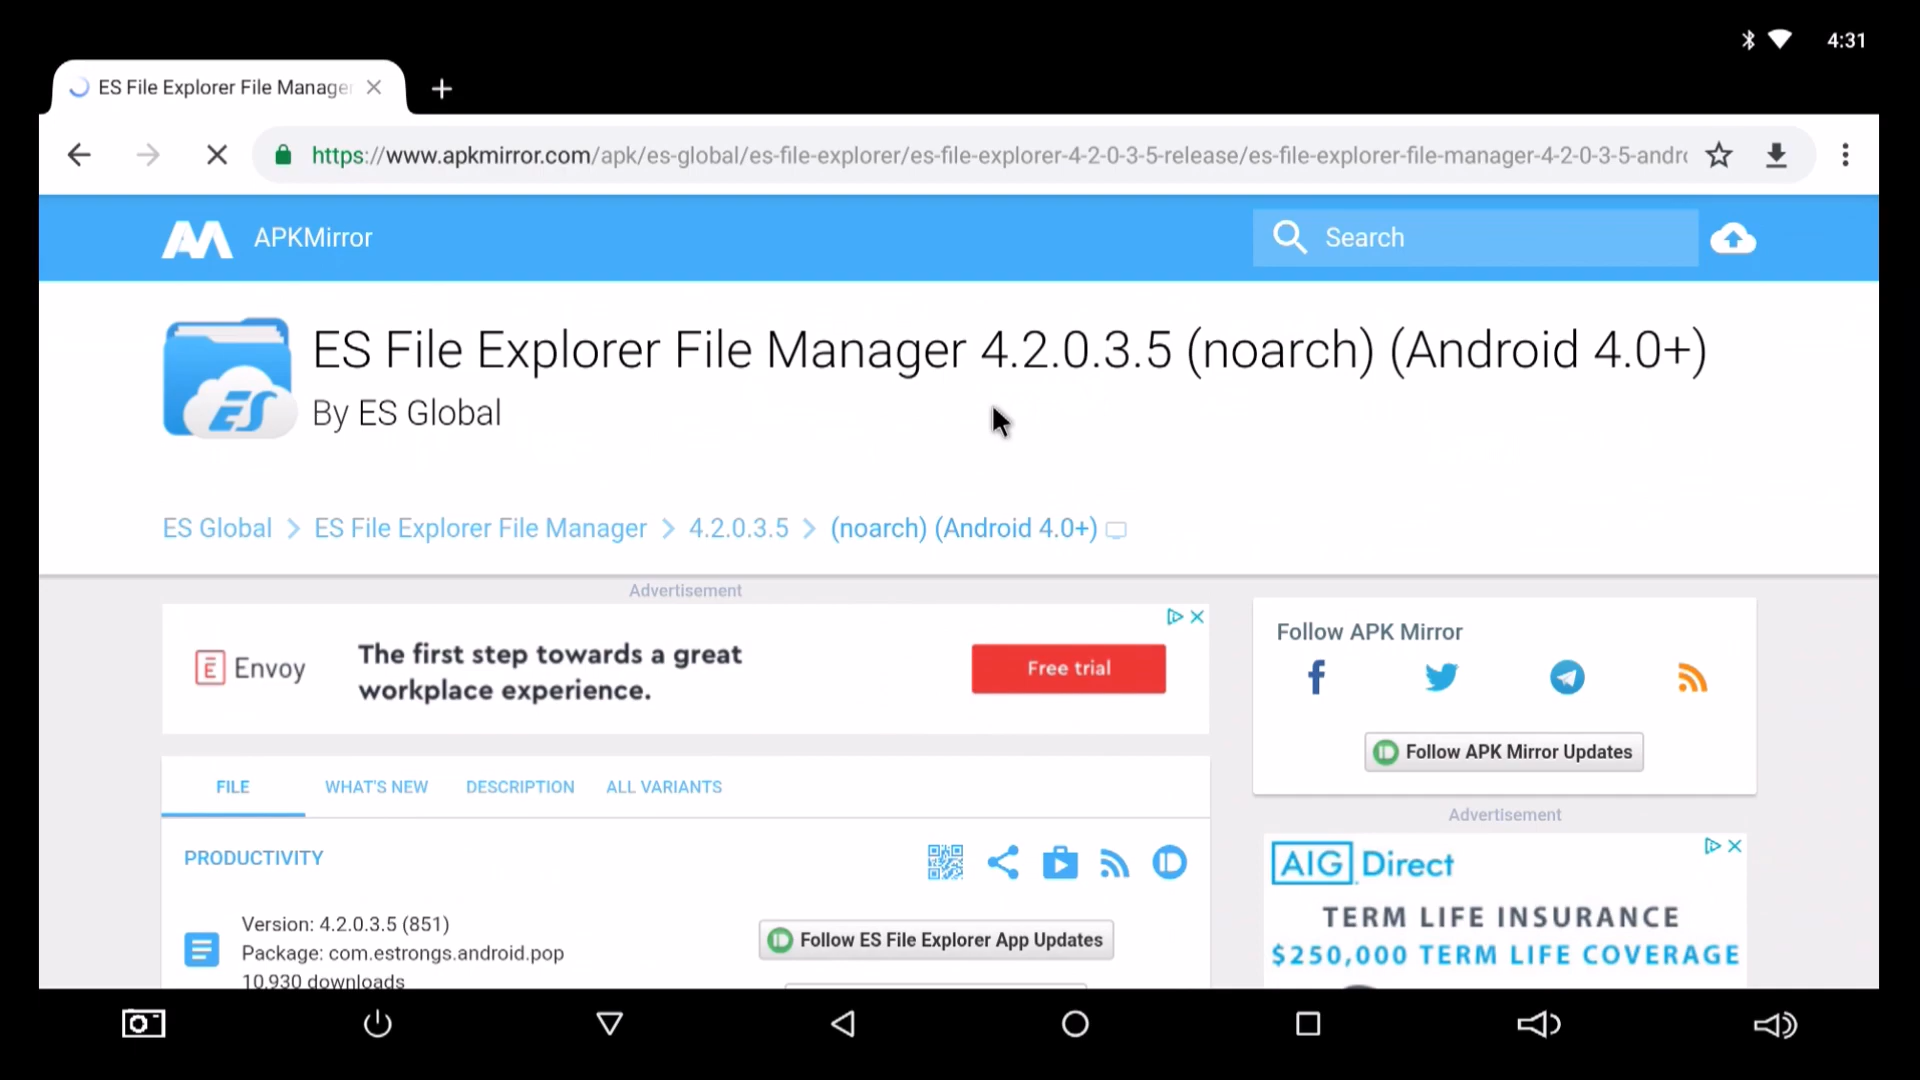 4:31
ES File Explorer File Manager
https://www.apkmirror.com/apk/es-global/es-file-explorer/es-file-explorer-4-2-0-3-5-release/es-file-explorer-file-manager-4-2-0-3-5-andr
APKMirror
Search
ES File Explorer File Manager 4.2.0.3.5 (noarch) (Android 4.0+)
ES
By ES Global
ES Global > ES File Explorer File Manager > 4.2.0.3.5 > (noarch) (Android 4.0+)
Advertisement
Envoy
The first step towards a great
workplace experience.
Free trial
Follow APK Mirror
Follow APK Mirror Updates
FILE WHAT'S NEW DESCRIPTION ALL VARIANTS
PRODUCTIVITY
Version: 4.2.0.3.5 (851)
Package: com.estrongs.android.pop
10,930 downloads
Follow ES File Explorer App Updates
Advertisement
AIG Direct
TERM LIFE INSURANCE
$250,000 TERM LIFE COVERAGE